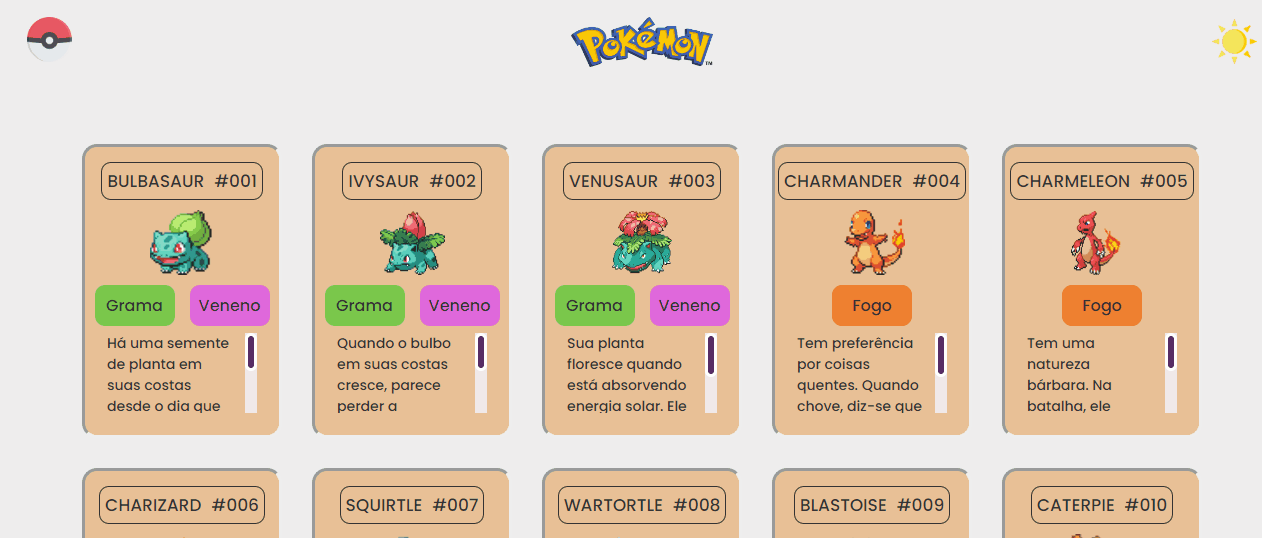 POKÉMON
TM
BULBASAUR #001
IVYSAUR #002
VENUSAUR #003
CHARMANDER #004
CHARMELEON #005
Grama
Veneno
Grama
Veneno
Grama
Veneno
Fogo
Fogo
Há uma semente
de planta em
suas costas
desde o dia que
Quando o bulbo
em suas costas
cresce, parece
perder a
Sua planta
floresce quando
está absorvendo
energia solar. Ele
Tem preferência
por coisas
quentes. Quando
chove, diz-se que
Tem uma
natureza
bárbara. Na
batalha, ele
CHARIZARD #006
SQUIRTLE #007
WARTORTLE #008
BLASTOISE #009
CATERPIE #010